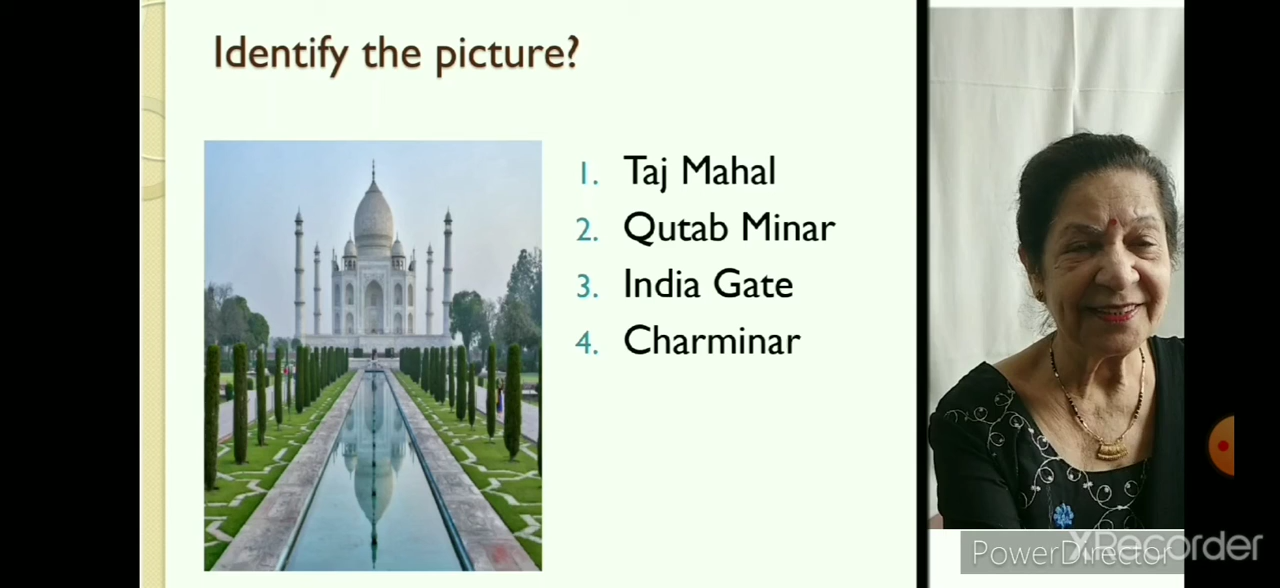 Identify the picture?
1. Taj Mahal
2. Qutab Minar
3. India Gate
4. Charminar
PowerDirector
XRecorder